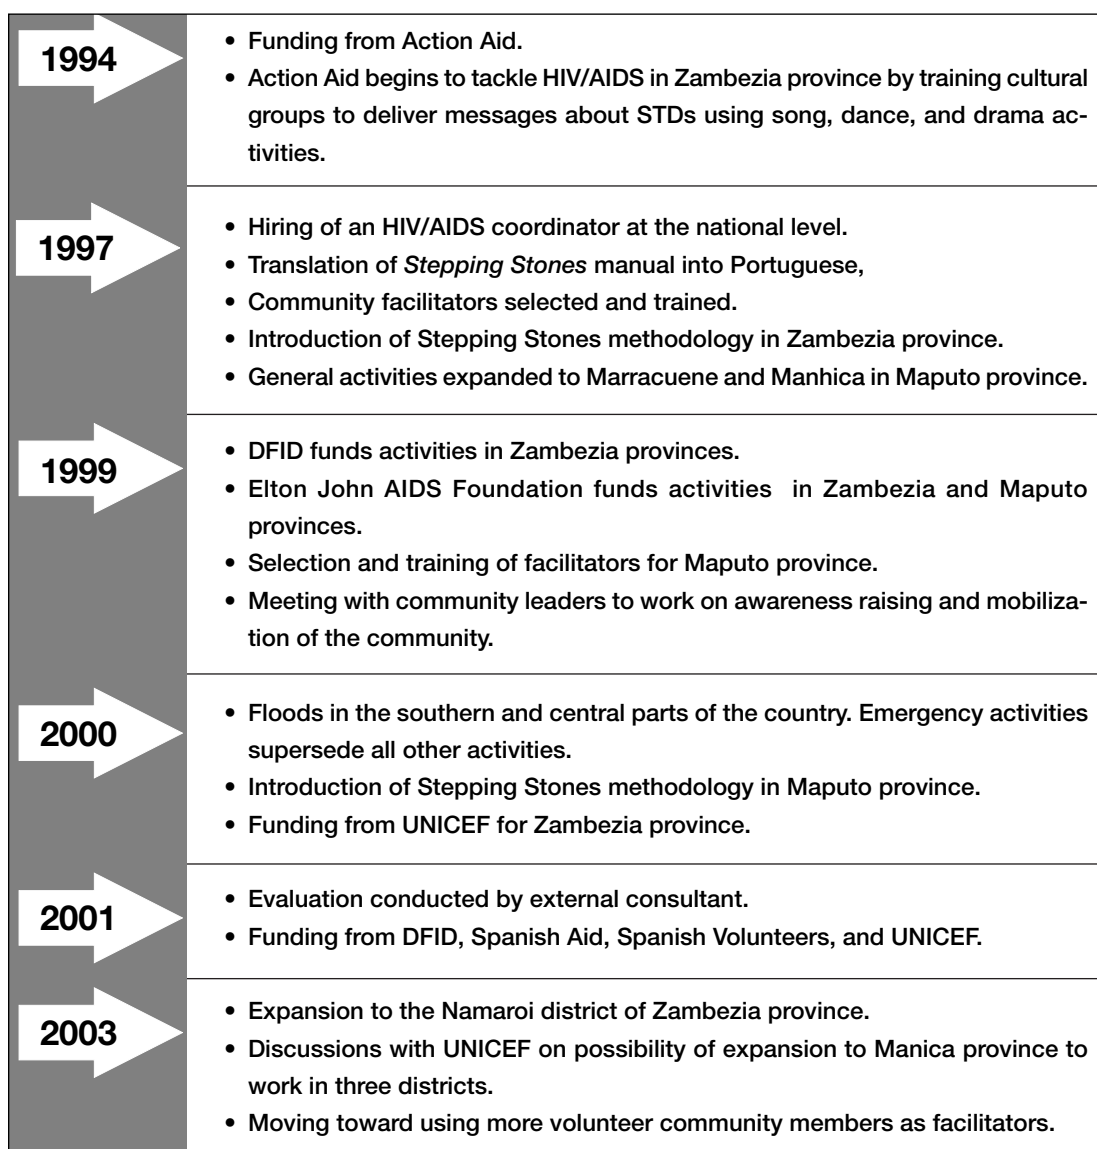 1994
• Funding from Action Aid.
• Action Aid begins to tackle HIV/AIDS in Zambezia province by training cultural
groups to deliver messages about STDs using song, dance, and drama ac-
tivities.
1997
• Hiring of an HIV/AIDS coordinator at the national level.
• Translation of Stepping Stones manual into Portuguese,
• Community facilitators selected and trained.
• Introduction of Stepping Stones methodology in Zambezia province.
• General activities expanded to Marracuene and Manhica in Maputo province.
1999
• DFID funds activities in Zambezia provinces.
• Elton John AIDS Foundation funds activities in Zambezia and Maputo
provinces.
• Selection and training of facilitators for Maputo province.
• Meeting with community leaders to work on awareness raising and mobiliza-
tion of the community.
2000
• Floods in the southern and central parts of the country. Emergency activities
supersede all other activities.
• Introduction of Stepping Stones methodology in Maputo province.
• Funding from UNICEF for Zambezia province.
2001
• Evaluation conducted by external consultant.
• Funding from DFID, Spanish Aid, Spanish Volunteers, and UNICEF.
2003
• Expansion to the Namaroi district of Zambezia province.
• Discussions with UNICEF on possibility of expansion to Manica province to
work in three districts.
• Moving toward using more volunteer community members as facilitators.